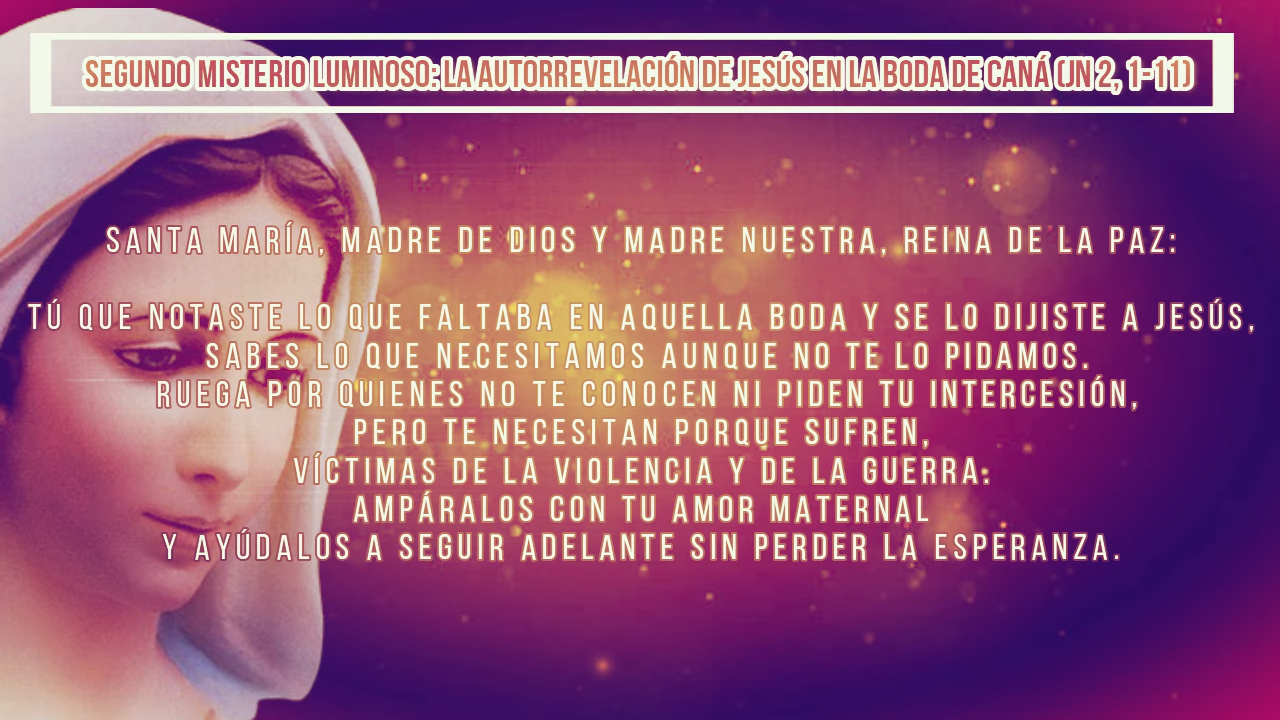 SEGUNDO MISTERIO LUMINOSO: LA AUTORREVELACIÓN DE JESÚS EN LA BODA DE CANÁ (JN 2, 1-11)
SANTA MARÍA, MADRE DE DIOS Y MADRE NUESTRA, REINA DE LA PAZ:
TÚ QUE NOTASTE LO QUE FALTABA EN AQUELLA BODA Y SE LO DIJISTE A JESÚS,
SABES LO QUE NECESITAMOS AUNQUE NO TE LO PIDAMOS.
RUEGA POR QUIENES NO TE CONOCEN NI PIDEN TU INTERCESIÓN,
PERO TE NECESITAN PORQUE SUFREN,
VÍCTIMAS DE LA VIOLENCIA Y DE LA GUERRA:
AMPÁRALOS CON TU AMOR MATERNAL
Y AYÚDALOS A SEGUIR ADELANTE SIN PERDER LA ESPERANZA.